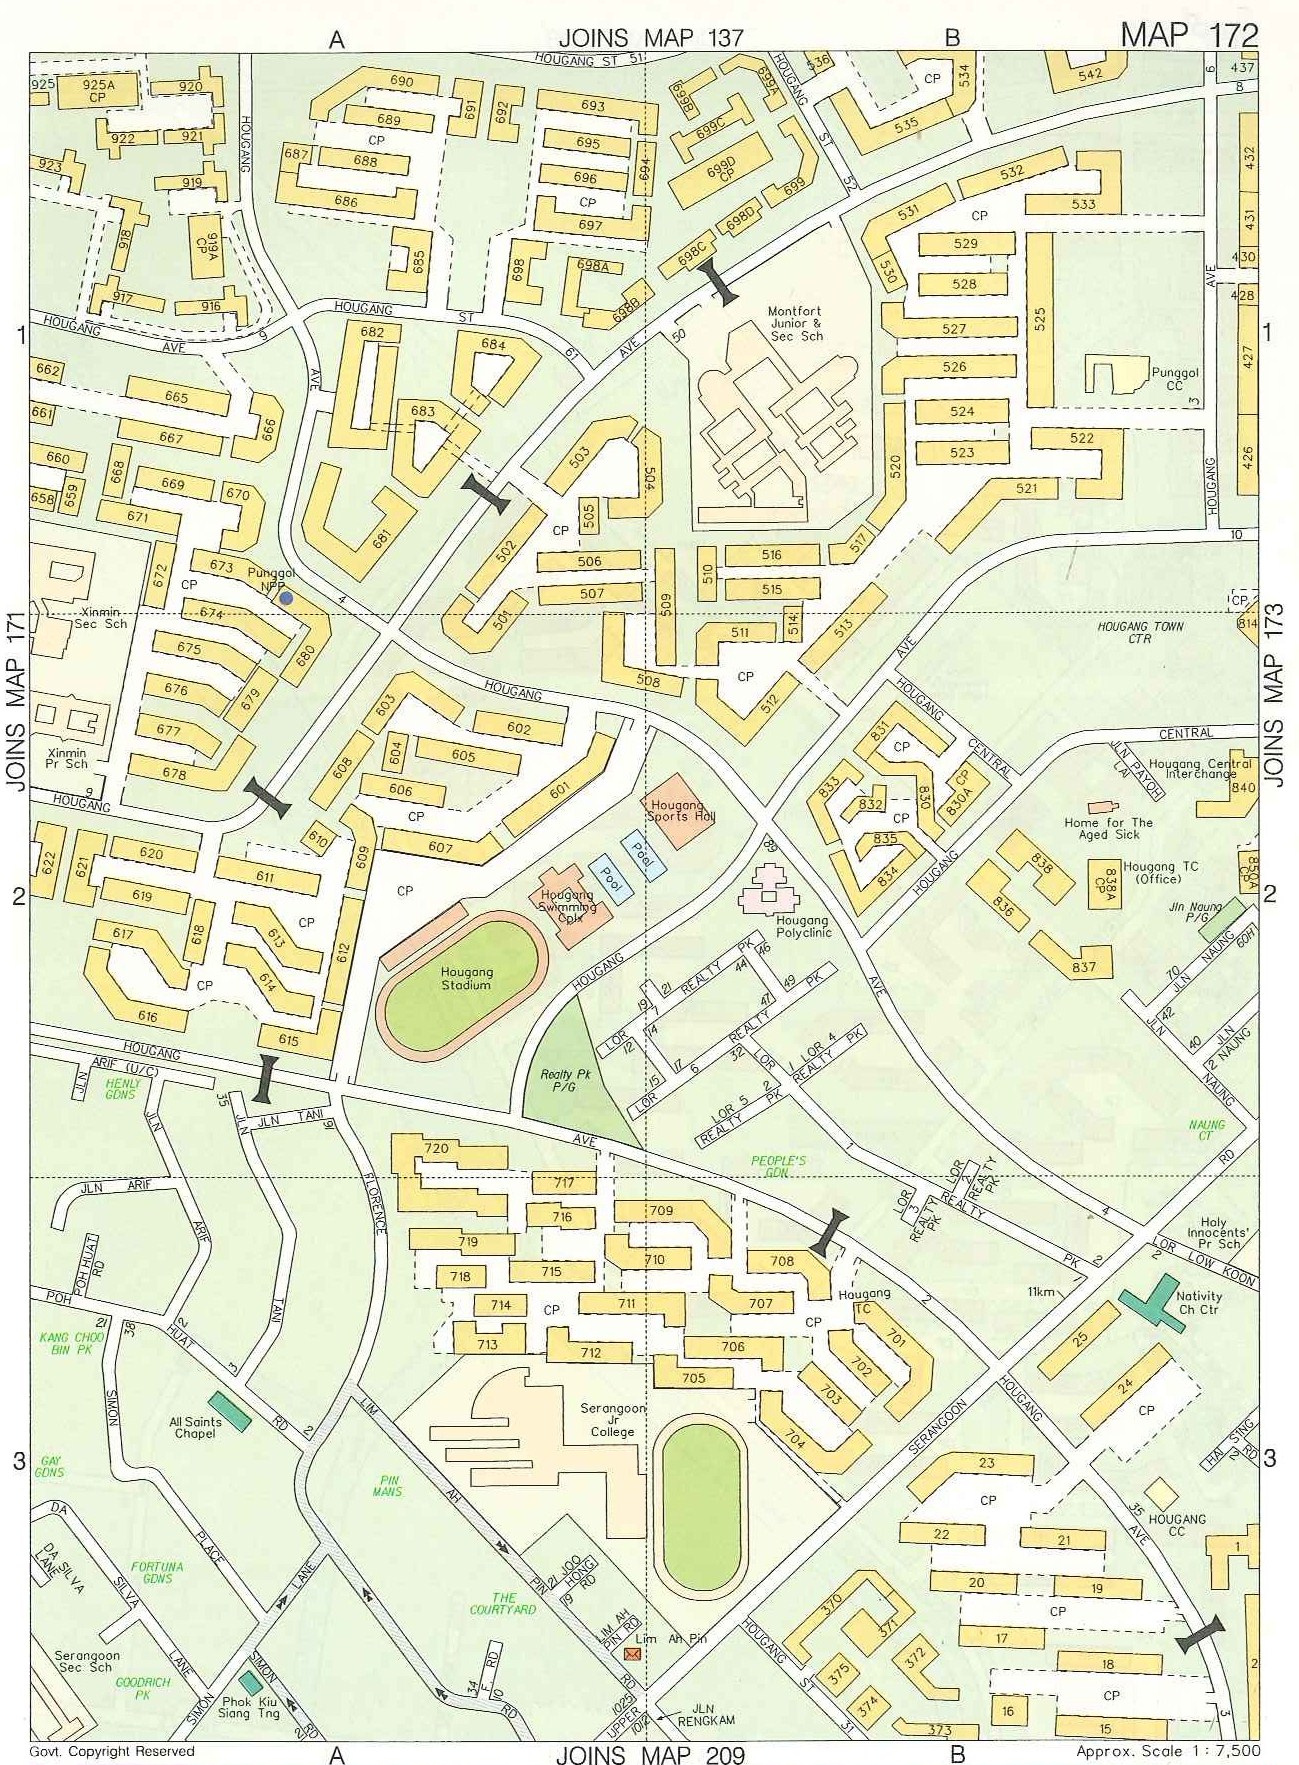 A
JOINS MAP 137
B
MAP 172
HOUGANG ST 51
925
925A
CP
920
922
921
923
919
918
919A
CP
917
916
HOUGANG
690
691
692
689
CP
687
688
686
685
693
695
694
696
CP
697
698
698A
698B
698C
698D
699
699A
699B
699C
699D
CP
HOUGANG
ST
52
536
CP
534
535
542
6
437
8
432
431
430
428
427
426
532
533
531
CP
529
530
528
527
525
526
524
523
520
522
521
517
AVE
HOUGANG
3
10
Punggol
CC
Montfort
Junior &
Sec Sch
50
AVE
HOUGANG
ST
61
HOUGANG
AVE
9
AVE
1
1
662
665
661
667
666
660
668
669
670
658
659
671
682
684
683
681
503
504
505
CP
502
506
507
501
509
510
516
515
511
514
513
508
CP
512
672
673
CP
Punggol
NPP
674
675
680
676
679
677
678
Xinmin
Sec Sch
Xinmin
Pr Sch
9
HOUGANG
4
HOUGANG
JOINS MAP 171
JOINS MAP 173
HOUGANG TOWN
CTR
CP
814
AVE
HOUGANG
CENTRAL
CENTRAL
JLN PAYOH
LAI
Hougang Central
Interchange
840
603
602
604
605
608
606
601
CP
607
610
609
Hougang
Sports Hall
Pool
Pool
Hougang
Swimming
Cplx
CP
Hougang
Stadium
831
CP
833
832
830
CP
830A
CP
835
834
HOUGANG
89
Hougang
Polyclinic
Home for The
Aged Sick
838
838A
CP
Hougang TC
(Office)
836
837
850A
CP
Jln Naung
P/G
60H
JLN NAUNG
70
42
JLN
40
JLN
NAUNG
2
NAUNG
NAUNG
CT
2
2
622
621
620
611
619
CP
613
618
617
612
614
CP
616
615
HOUGANG
HOUGANG
AVE
REALTY PK
46
44
21
19
49
47
REALTY PK
LOR
12
14
17
15
6
32
LOR
LOR
1
LOR 4
REALTY PK
2
LOR 5
REALTY PK
Realty Pk
P/G
AVE
PEOPLE'S
GDN
1
LOR
2
REALTY
PK
LOR
3
REALTY
PK
REALTY
PK
2
4
RD
LOR LOW KOON
2
Holy
Innocents'
Pr Sch
Nativity
Ch Ctr
11km
JLN
ARIF (U/C)
HENLY
GDNS
35
JLN
JLN TANI
JLN
ARIF
JLN ARIF
TANI
FLORENCE
POH HUAT
RD
POH
21
38
2
HUAT
3
RD
2
KANG CHOO
BIN PK
SIMON
All Saints
Chapel
720
717
716
709
719
710
718
715
708
714
CP
711
707
Hougang
TC
2
713
712
706
CP
701
702
705
703
704
25
24
CP
HOUGANG
SERANGOON
Serangoon
Jr
College
LIM
AH
PIN
RD
PIN
MANS
GAY
GDNS
3
3
DA
SILVA
LANE
DA SILVA
LANE
FORTUNA
GDNS
PLACE
LANE
SIMON
THE
COURTYARD
21
JOO
HONG
RD
19
LIM AH
PIN RD
Lim Ah Pin
1025
UPPER
1012
JLN
RENGKAM
Serangoon
Sec Sch
GOODRICH
PK
Phok Kiu
Siang Tng
SIMON
RD
34
F RD
10
RD
HOUGANG
ST
31
23
CP
22
21
20
19
CP
17
18
CP
16
15
370
371
372
375
374
373
35
AVE
HOUGANG
CC
HAI SING
RD
2
1
2
3
Govt. Copyright Reserved
A
JOINS MAP 209
B
Approx. Scale 1 : 7,500